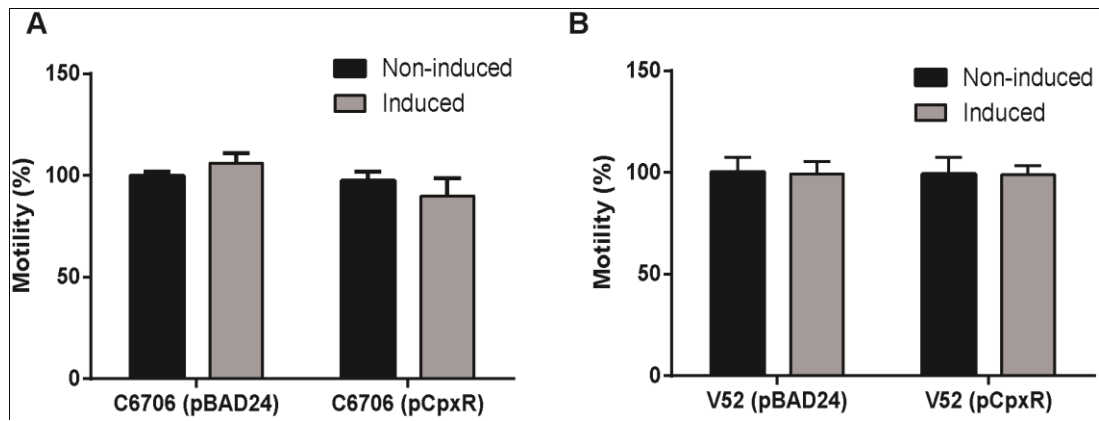 A
150
100
50
0
Motility (%)
Non-induced
Induced
C6706 (pBAD24)
C6706 (pCpxR)
B
150
100
50
0
Motility (%)
Non-induced
Induced
V52 (pBAD24)
V52 (pCpxR)